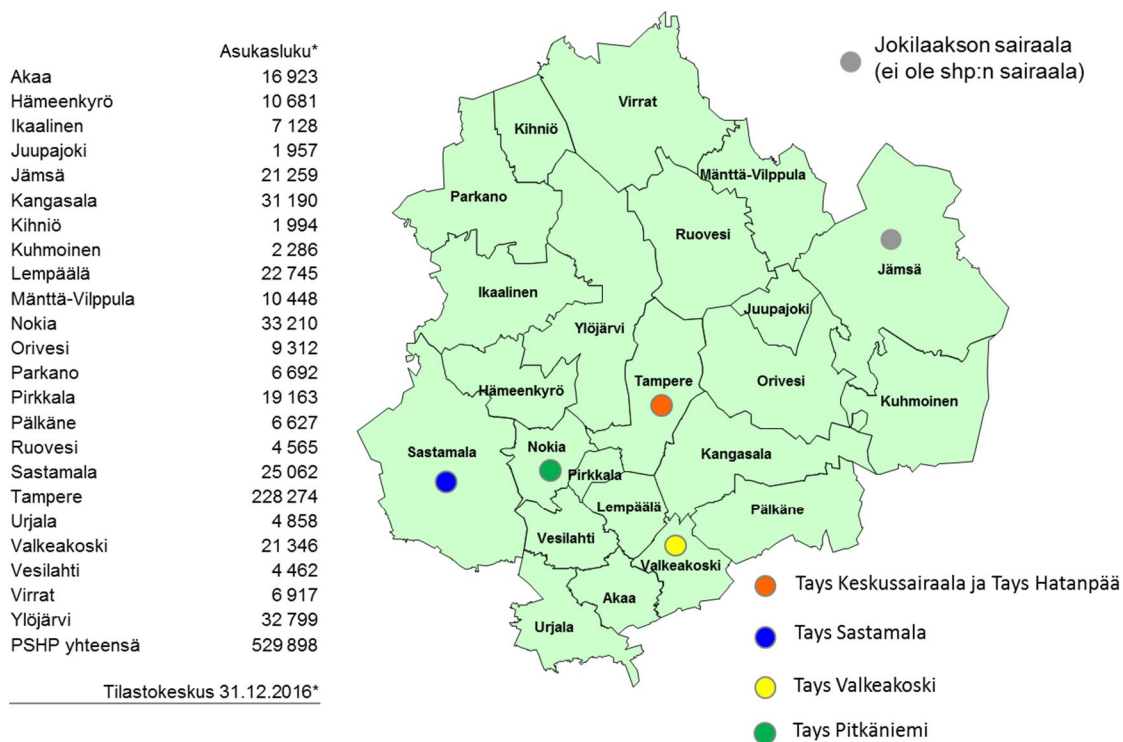 Asukasluku*
Akaa 16 923
Hämeenkyrö 10 681
Ikaalinen 7 128
Juupajoki 1 957
Jämsä 21 259
Kangasala 31 190
Kihniö 1 994
Kuhmoinen 2 286
Lempäälä 22 745
Mänttä-Vilppula 10 448
Nokia 33 210
Orivesi 9 312
Parkano 6 692
Pirkkala 19 163
Pälkäne 6 627
Ruovesi 4 565
Sastamala 25 062
Tampere 228 274
Urjala 4 858
Valkeakoski 21 346
Vesilahti 4 462
Virrat 6 917
Ylöjärvi 32 799
PSHP yhteensä 529 898
Tilastokeskus 31.12.2016*
Jokilaakson sairaala
(ei ole shp:n sairaala)
Virrat
Kihniö
Mänttä-Vilppula
Parkano
Ruovesi
Jämsä
Ikaalinen
Juupajoki
Ylöjärvi
Tampere
Orivesi
Hämeenkyrö
Kuhmoinen
Nokia
Sastamala
Kangasala
Pirkkala
Lempäälä
Pälkäne
Vesilahti
Valkeakoski
Akaa
Urjala
Tays Keskussairaala ja Tays Hatanpää
Tays Sastamala
Tays Valkeakoski
Tays Pitkäniemi